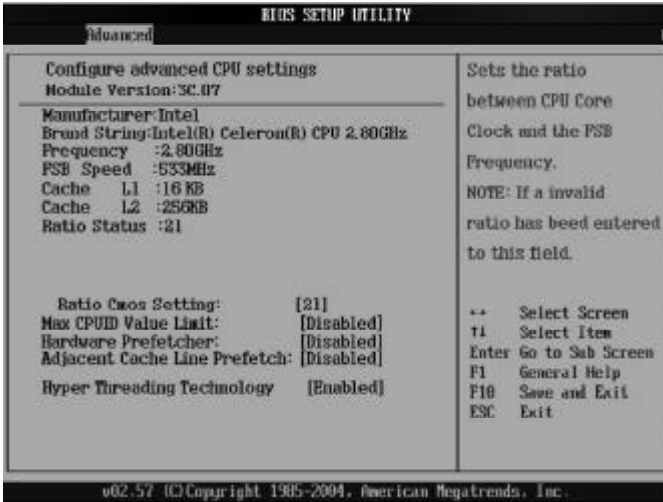 BIOS SETUP UTILITY
Advanced
Configure advanced CPU settings
Module Version:3C.07
Manufacturer:Intel
Brand String:Intel(R) Celeron(R) CPU 2.80GHz
Frequency :2.80GHz
FSB Speed :533MHz
Cache L1 :16 KB
Cache L2 :256KB
Ratio Status :21
Ratio Cmos Setting: [21]
Max CPUID Value Limit: [Disabled]
Hardware Prefetcher: [Disabled]
Adjacent Cache Line Prefetch: [Disabled]
Hyper Threading Technology [Enabled]
Sets the ratio
between CPU Core
Clock and the FSB
Frequency.
NOTE: If a invalid
ratio has beed entered
to this field.
↔ Select Screen
↑↓ Select Item
Enter Go to Sub Screen
F1 General Help
F10 Save and Exit
ESC Exit
v02.57 (C)Copyright 1985-2004, American Megatrends, Inc.